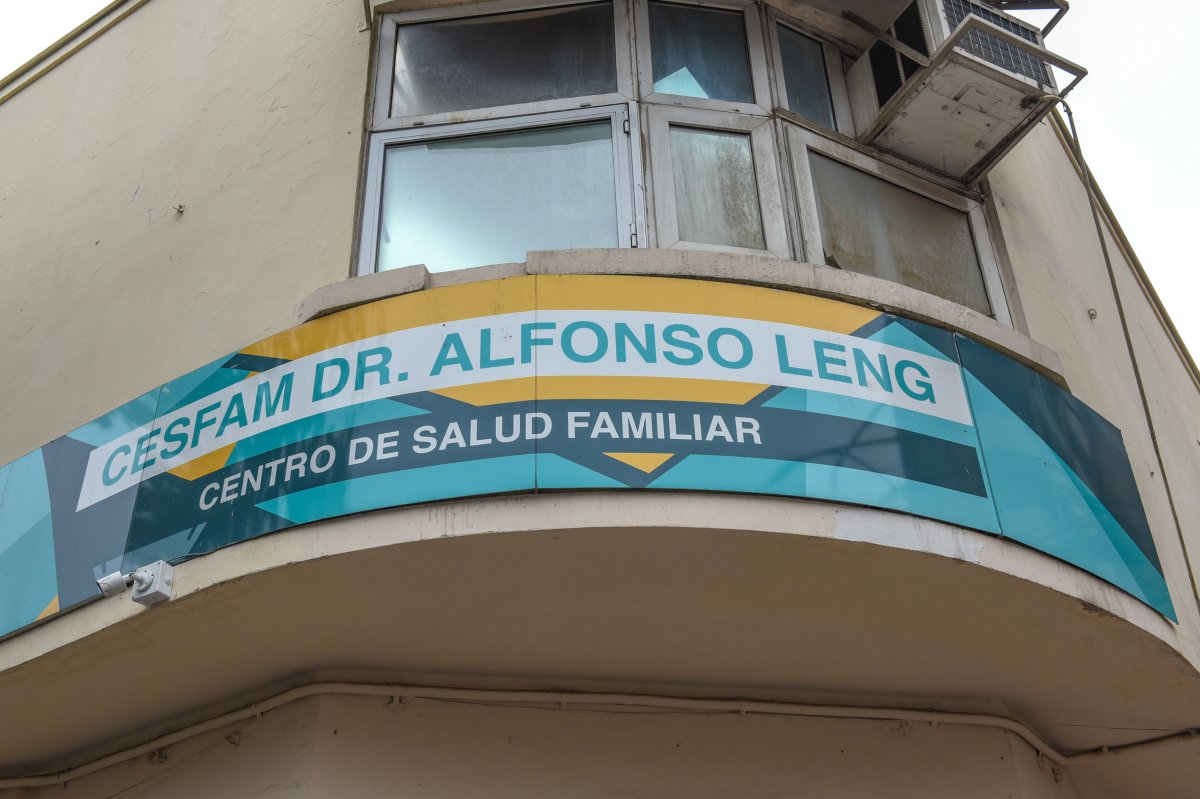 CESFAM DR. ALFONSO LENG
CENTRO DE SALUD FAMILIAR